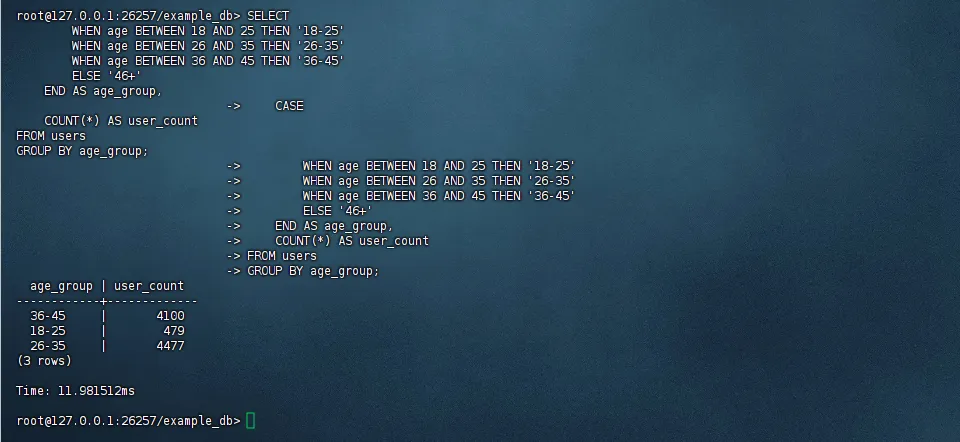 root@127.0.0.1:26257/example_db> SELECT
        WHEN age BETWEEN 18 AND 25 THEN '18-25'
        WHEN age BETWEEN 26 AND 35 THEN '26-35'
        WHEN age BETWEEN 36 AND 45 THEN '36-45'
        ELSE '46+'
    END AS age_group,
                              ->     CASE
    COUNT(*) AS user_count
FROM users
GROUP BY age_group;
                              ->         WHEN age BETWEEN 18 AND 25 THEN '18-25'
                              ->         WHEN age BETWEEN 26 AND 35 THEN '26-35'
                              ->         WHEN age BETWEEN 36 AND 45 THEN '36-45'
                              ->         ELSE '46+'
                              ->     END AS age_group,
                              ->     COUNT(*) AS user_count
                              -> FROM users
                              -> GROUP BY age_group;
  age_group | user_count
------------+-------------
  36-45     |       4100
  18-25     |        479
  26-35     |       4477
(3 rows)

Time: 11.981512ms

root@127.0.0.1:26257/example_db>